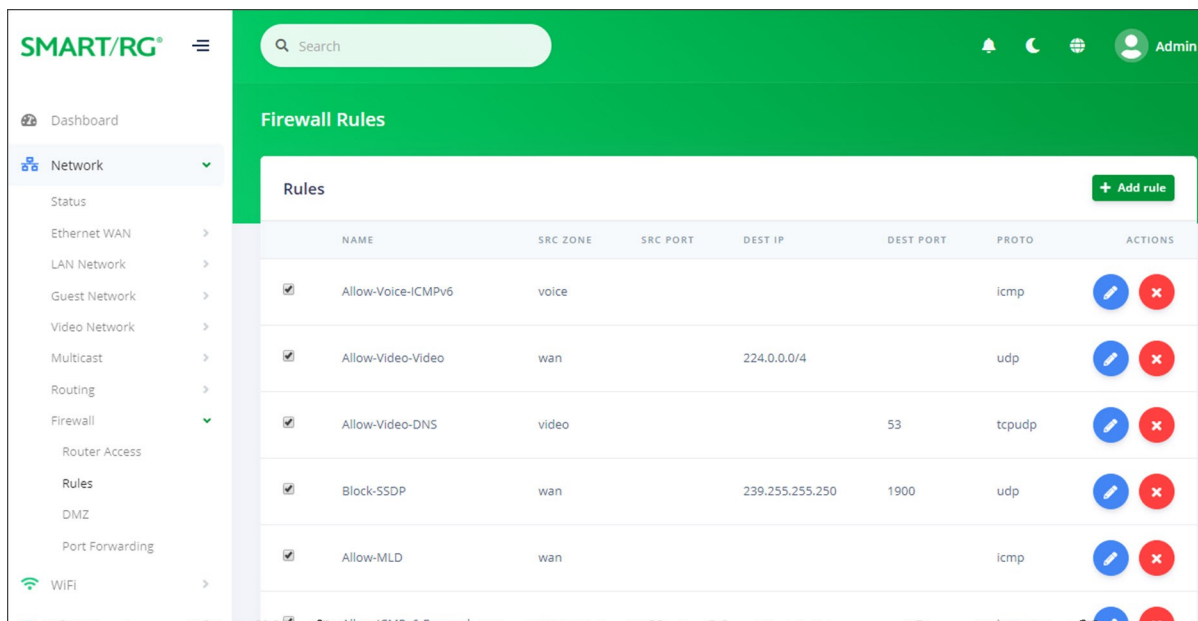 SMART/RG®
Search
Admin
Dashboard
Network
Status
Ethernet WAN
LAN Network
Guest Network
Video Network
Multicast
Routing
Firewall
Router Access
Rules
DMZ
Port Forwarding
WiFi
Firewall Rules
Rules
+ Add rule
NAME SRC ZONE SRC PORT DEST IP DEST PORT PROTO ACTIONS
Allow-Voice-ICMPv6 voice icmp
Allow-Video-Video wan 224.0.0.0/4 udp
Allow-Video-DNS video 53 tcpudp
Block-SSDP wan 239.255.255.250 1900 udp
Allow-MLD wan icmp